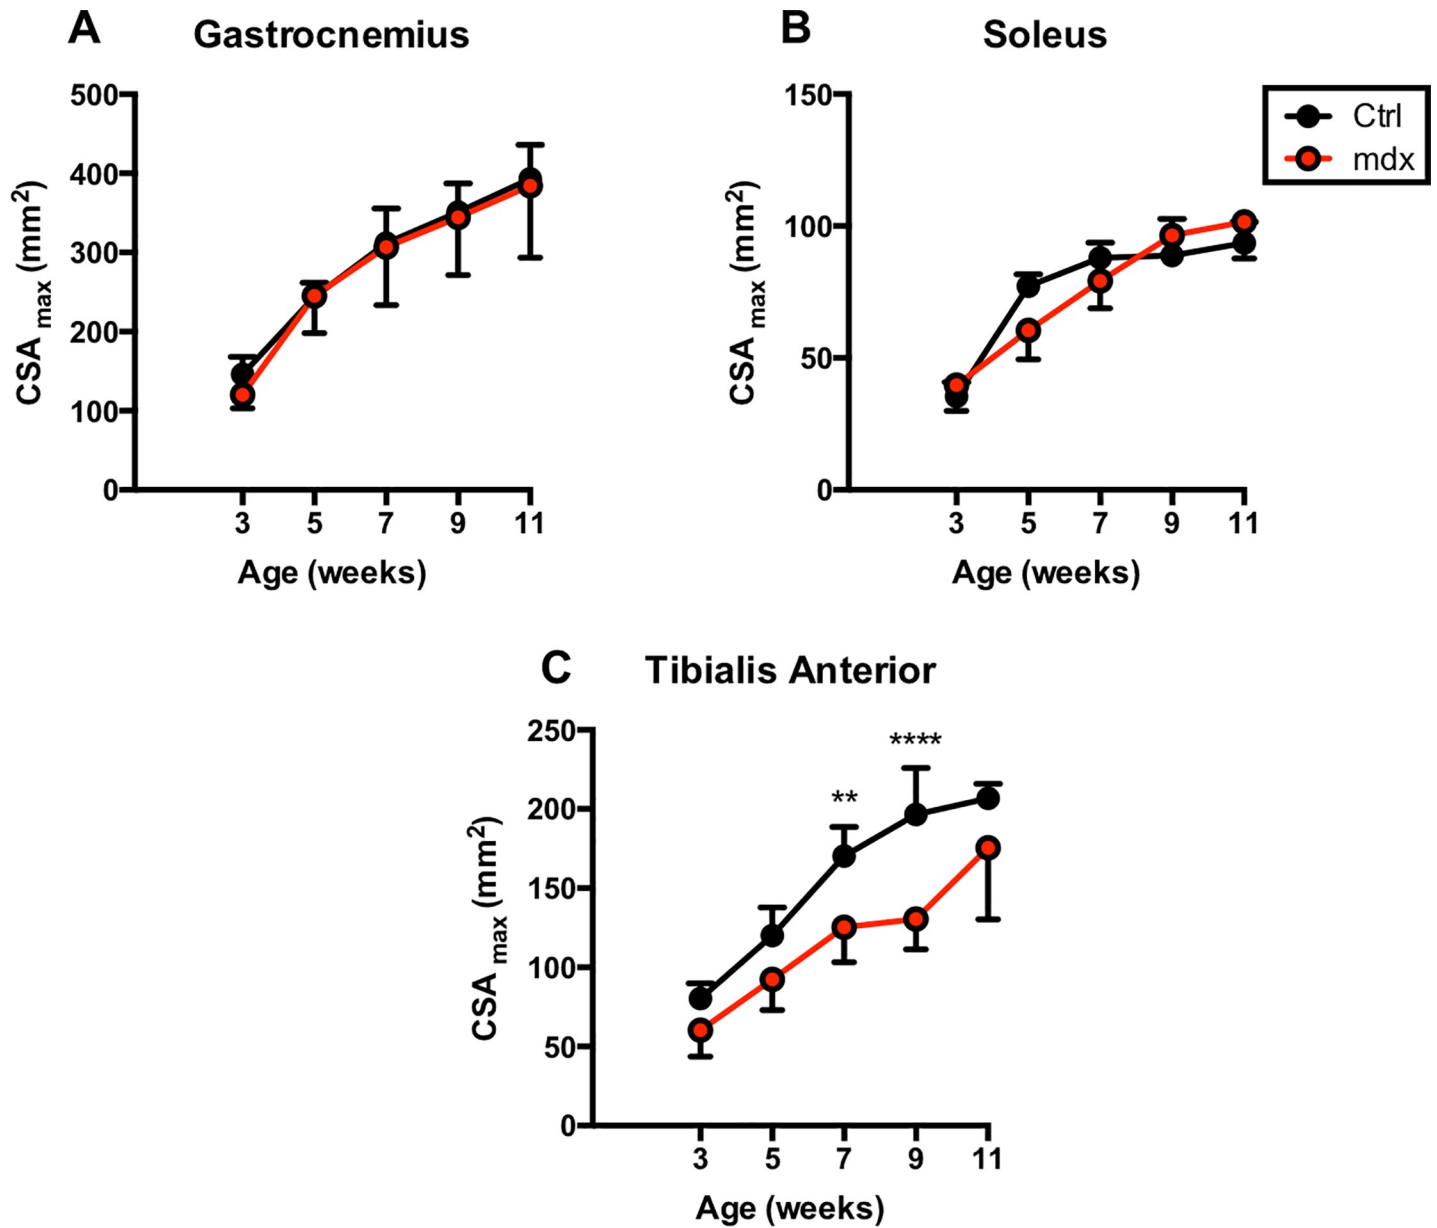 A Gastrocnemius
500
400
300
200
100
0
CSA max (mm2)
3 5 7 9 11
Age (weeks)
B Soleus
150
100
50
0
CSA max (mm2)
3 5 7 9 11
Age (weeks)
Ctrl
mdx
C Tibialis Anterior
250
200
150
100
50
0
CSA max (mm2)
**
****
3 5 7 9 11
Age (weeks)